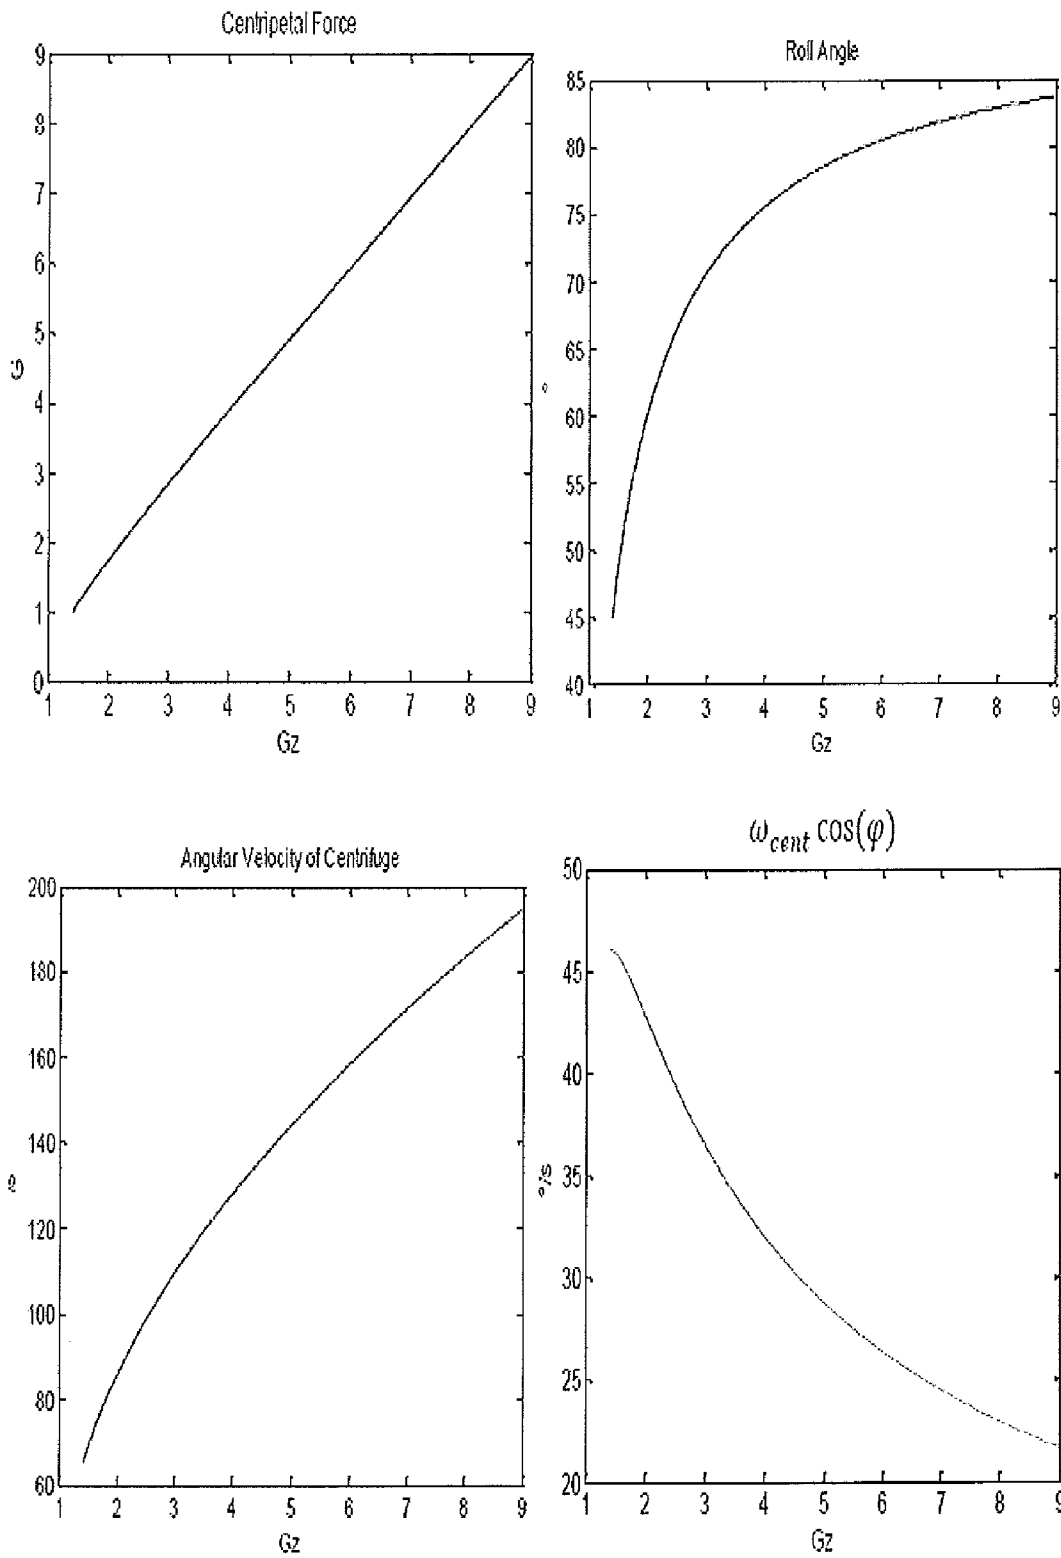 Centripetal Force
9
8
7
6
5
4
3
2
1
0
G
1 2 3 4 5 6 7 8 9
Gz
Roll Angle
85
80
75
70
65
60
55
50
45
40
°
1 2 3 4 5 6 7 8 9
Gz
Angular Velocity of Centrifuge
200
180
160
140
120
100
80
60
1 2 3 4 5 6 7 8 9
Gz
ω_cent cos(φ)
50
45
40
35
30
25
20
°/s
1 2 3 4 5 6 7 8 9
Gz